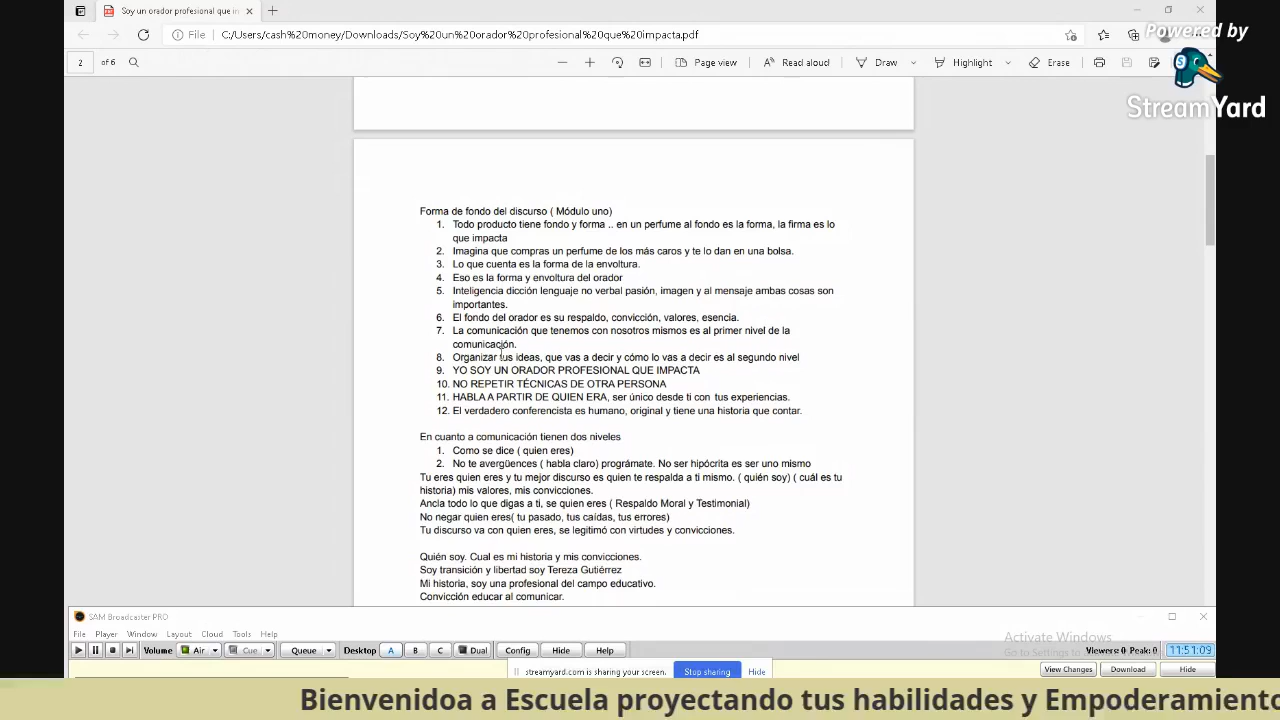 Soy un orador profesional que in
File
C:/Users/cash%20money/Downloads/Soy%20un%20orador%20profesional%20que%20impacta.pdf
Powered by
StreamYard
2 of 6
Page view
Read aloud
Draw
Highlight
Erase
Forma de fondo del discurso ( Módulo uno)
1. Todo producto tiene fondo y forma .. en un perfume al fondo es la forma, la firma es lo
que impacta
2. Imagina que compras un perfume de los más caros y te lo dan en una bolsa.
3. Lo que cuenta es la forma de la envoltura.
4. Eso es la forma y envoltura del orador
5. Inteligencia dicción lenguaje no verbal pasión, imagen y al mensaje ambas cosas son
importantes.
6. El fondo del orador es su respaldo, convicción, valores, esencia.
7. La comunicación que tenemos con nosotros mismos es al primer nivel de la
comunicación.
8. Organizar tus ideas, que vas a decir y cómo lo vas a decir es al segundo nivel
9. YO SOY UN ORADOR PROFESIONAL QUE IMPACTA
10. NO REPETIR TÉCNICAS DE OTRA PERSONA
11. HABLA A PARTIR DE QUIEN ERA, ser único desde ti con tus experiencias.
12. El verdadero conferencista es humano, original y tiene una historia que contar.
En cuanto a comunicación tienen dos niveles
1. Como se dice ( quien eres)
2. No te avergûences ( habla claro) prográmate. No ser hipócrita es ser uno mismo
Tu eres quien eres y tu mejor discurso es quien te respalda a ti mismo. ( quién soy) ( cuál es tu
historia) mis valores, mis convicciones.
Ancla todo lo que digas a ti, se quien eres ( Respaldo Moral y Testimonial)
No negar quien eres( tu pasado, tus caídas, tus errores)
Tu discurso va con quien eres, se legitimó con virtudes y convicciones.
Quién soy. Cual es mi historia y mis convicciones.
Soy transición y libertad soy Tereza Gutiérrez
Mi historia, soy una profesional del campo educativo.
Convicción educar al comunicar.
SAM Broadcaster PRO
File Player Window Layout Cloud Tools Help
Activate Windows
Go to Settings to
Volume Air Cue Queue Desktop A B C Dual Config Hide Help
Viewers: 0 Peak: 0 11:51:09
streamyard.com is sharing your screen. Stop sharing Hide
View Changes Download Hide
Bienvenidoa a Escuela proyectando tus habilidades y Empoderamiento